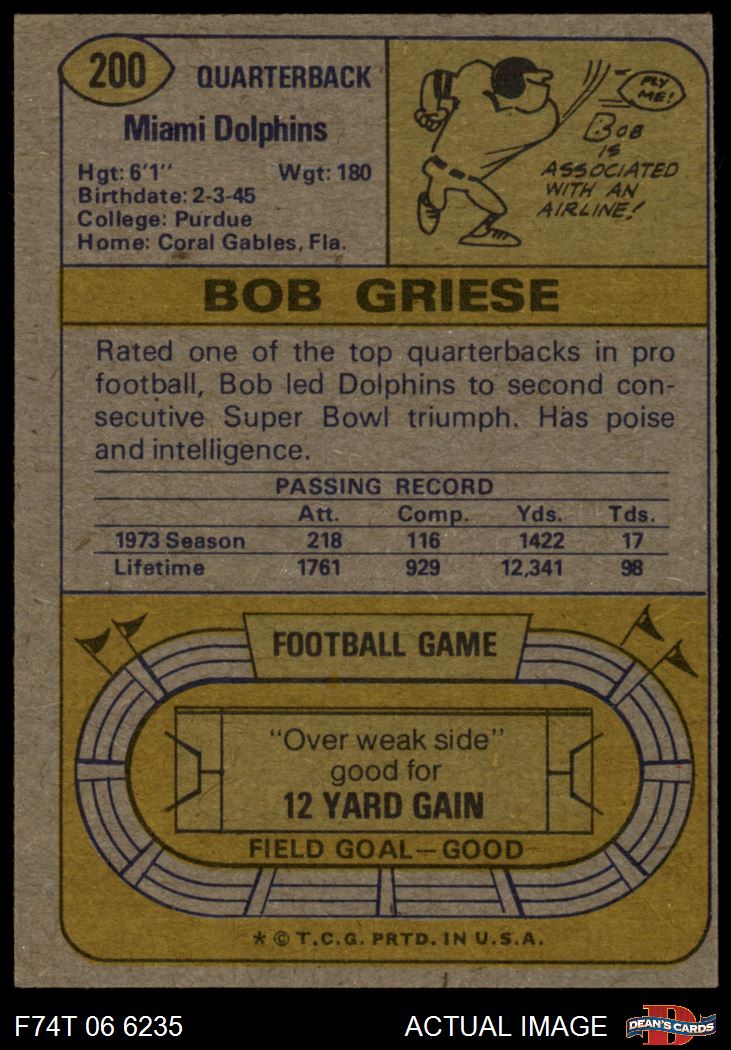 200
QUARTERBACK
Miami Dolphins
Hgt: 6'1" Wgt: 180
Birthdate: 2-3-45
College: Purdue
Home: Coral Gables, Fla.
FLY
ME!
BOB
IS
ASSOCIATED
WITH AN
AIRLINE!
BOB GRIESE
Rated one of the top quarterbacks in pro
football, Bob led Dolphins to second con-
secutive Super Bowl triumph. Has poise
and intelligence.
PASSING RECORD
Att. Comp. Yds. Tds.
1973 Season 218 116 1422 17
Lifetime 1761 929 12,341 98
FOOTBALL GAME
"Over weak side"
good for
12 YARD GAIN
FIELD GOAL—GOOD
* © T.C.G. PRTD. IN U.S.A.
F74T 06 6235 ACTUAL IMAGE
D
DEAN'S CARDS